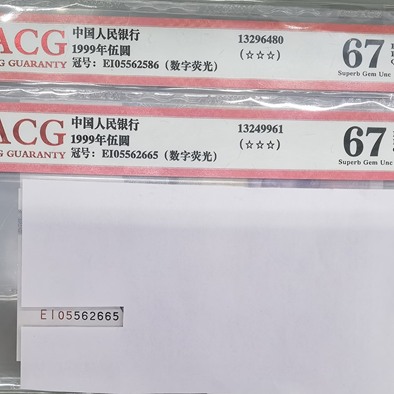 ACG
GUARANTY
中国人民银行
1999年伍圆
冠号：EI05562586（数字荧光）
13296480
(☆☆☆)
67
Superb Gem Unc
ACG
GUARANTY
中国人民银行
1999年伍圆
冠号：EI05562665（数字荧光）
13249961
(☆☆☆)
67
Superb Gem Unc
EI05562665